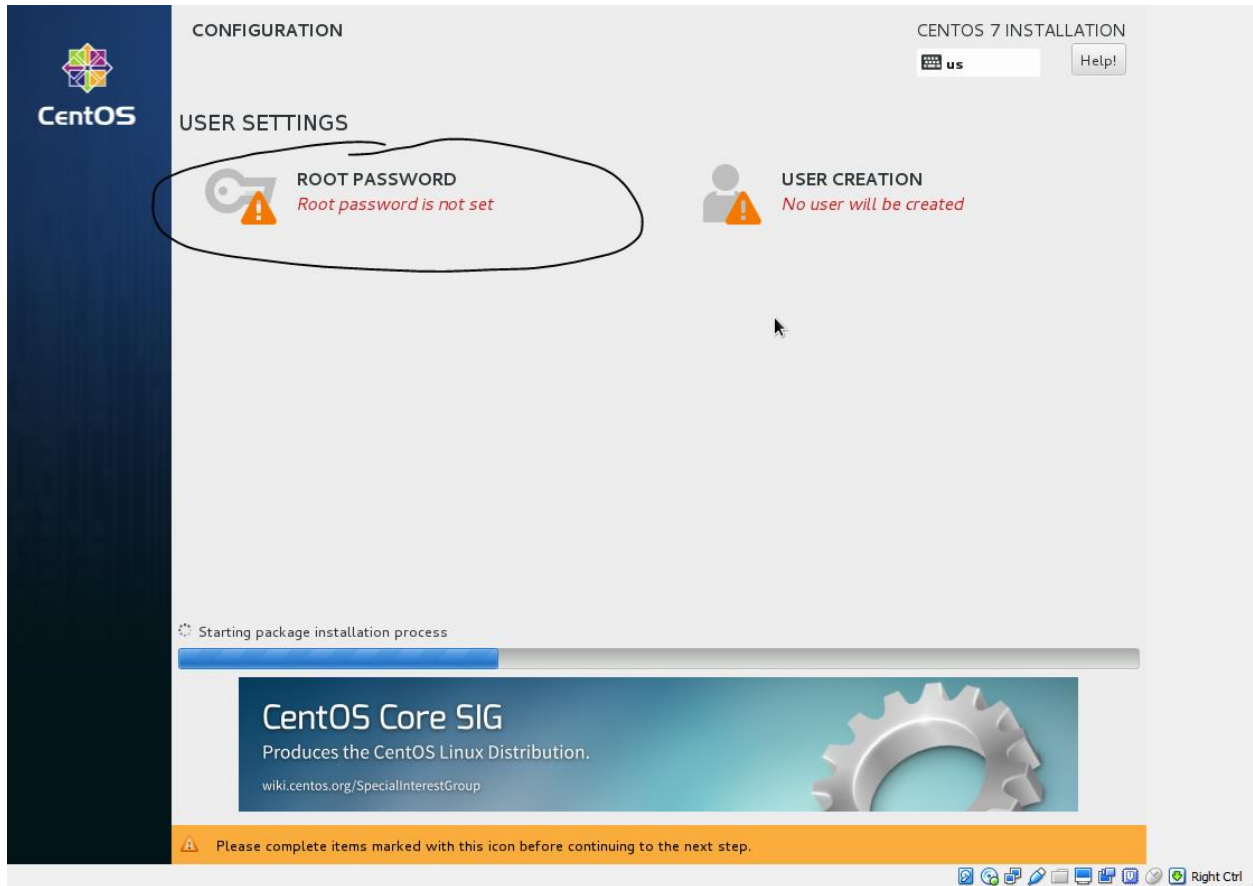 CONFIGURATION
CENTOS 7 INSTALLATION
us
Help!
CentOS
USER SETTINGS
ROOT PASSWORD
Root password is not set
USER CREATION
No user will be created
Starting package installation process
CentOS Core SIG
Produces the CentOS Linux Distribution.
wiki.centos.org/SpecialInterestGroup
Please complete items marked with this icon before continuing to the next step.
Right Ctrl